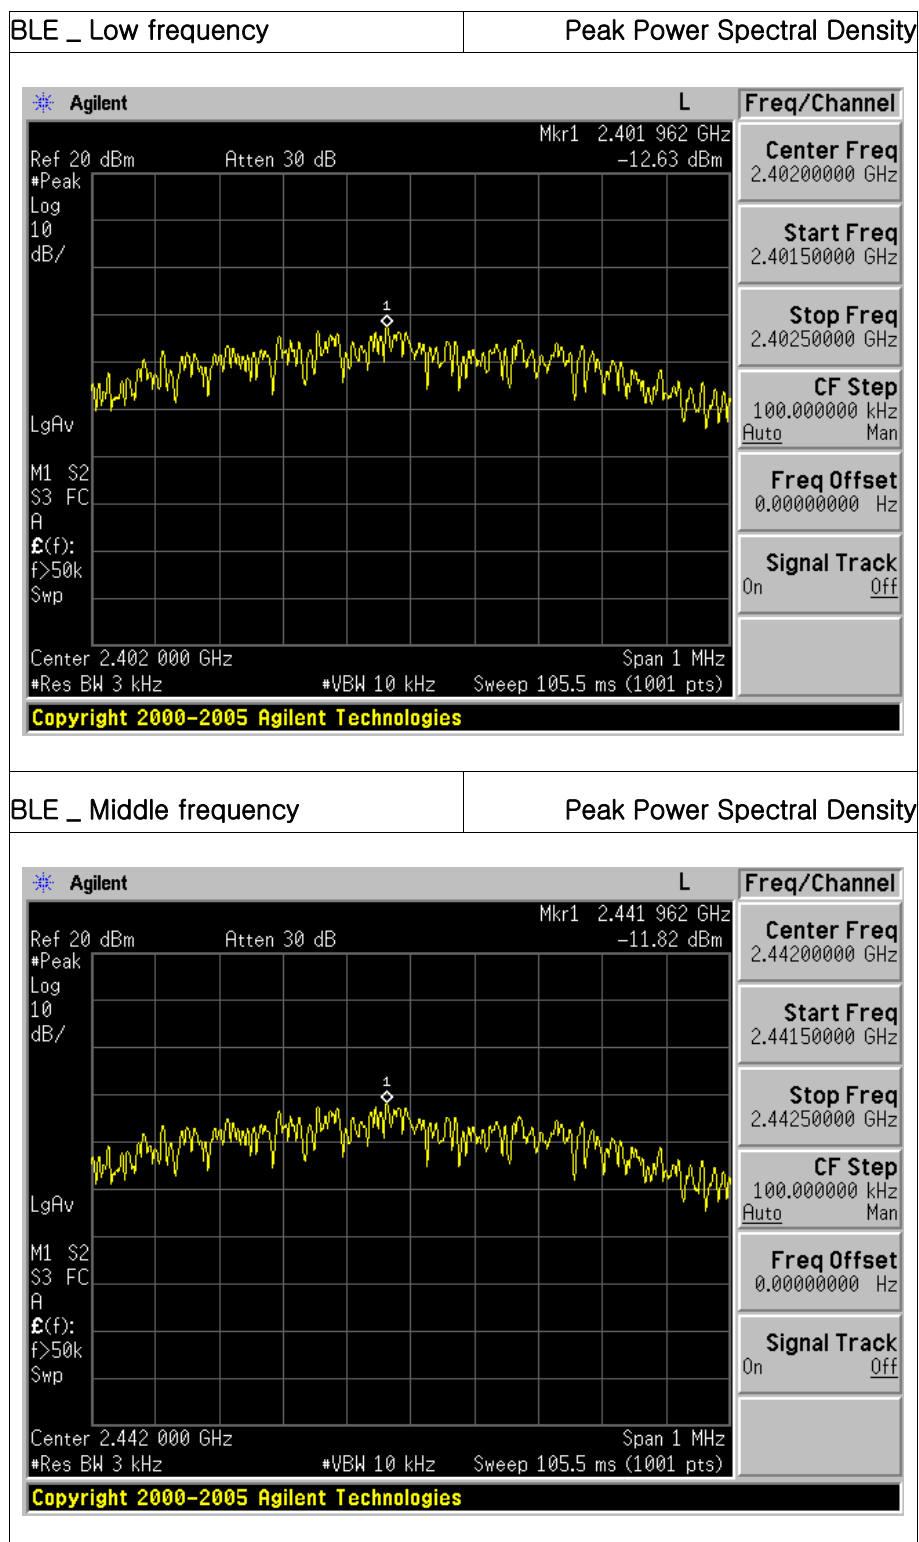 BLE _ Low frequency Peak Power Spectral Density
Agilent L Freq/Channel
Mkr1 2.401 962 GHz
Ref 20 dBm Atten 30 dB -12.63 dBm
#Peak
Log
10
dB/
1
LgAv
M1 S2
S3 FC
A
£(f):
f>50k
Swp
Center 2.402 000 GHz Span 1 MHz
#Res BW 3 kHz #VBW 10 kHz Sweep 105.5 ms (1001 pts)
Center Freq
2.40200000 GHz
Start Freq
2.40150000 GHz
Stop Freq
2.40250000 GHz
CF Step
100.000000 kHz
Auto Man
Freq Offset
0.00000000 Hz
Signal Track
On Off
Copyright 2000-2005 Agilent Technologies
BLE _ Middle frequency Peak Power Spectral Density
Agilent L Freq/Channel
Mkr1 2.441 962 GHz
Ref 20 dBm Atten 30 dB -11.82 dBm
#Peak
Log
10
dB/
1
LgAv
M1 S2
S3 FC
A
£(f):
f>50k
Swp
Center 2.442 000 GHz Span 1 MHz
#Res BW 3 kHz #VBW 10 kHz Sweep 105.5 ms (1001 pts)
Center Freq
2.44200000 GHz
Start Freq
2.44150000 GHz
Stop Freq
2.44250000 GHz
CF Step
100.000000 kHz
Auto Man
Freq Offset
0.00000000 Hz
Signal Track
On Off
Copyright 2000-2005 Agilent Technologies